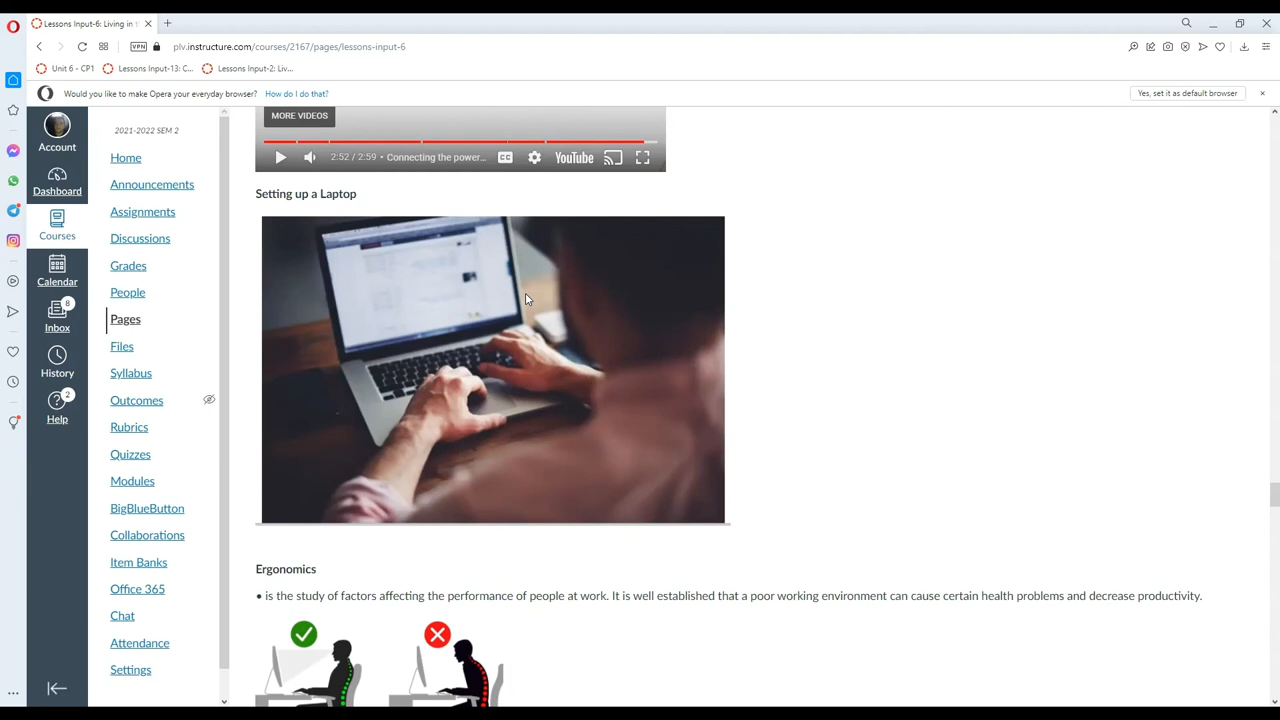 Lessons Input-6: Living in t
VPN plv.instructure.com/courses/2167/pages/lessons-input-6
Unit 6 - CP1 Lessons Input-13: C... Lessons Input-2: Liv...
Would you like to make Opera your everyday browser? How do I do that? Yes, set it as default browser
Account
Dashboard
Courses
Calendar
8
Inbox
History
2
Help
2021-2022 SEM 2
Home
Announcements
Assignments
Discussions
Grades
People
Pages
Files
Syllabus
Outcomes
Rubrics
Quizzes
Modules
BigBlueButton
Collaborations
Item Banks
Office 365
Chat
Attendance
Settings
MORE VIDEOS
2:52 / 2:59 • Connecting the power... CC YouTube
Setting up a Laptop
Ergonomics
• is the study of factors affecting the performance of people at work. It is well established that a poor working environment can cause certain health problems and decrease productivity.